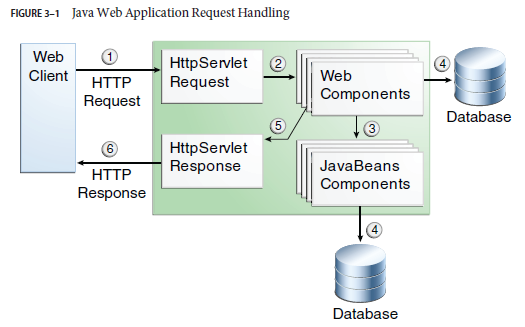 FIGURE 3–1 Java Web Application Request Handling
Web
Client
1
HTTP
Request
HttpServlet
Request
2
Web
Components
4
Database
3
5
HttpServlet
Response
6
HTTP
Response
JavaBeans
Components
4
Database